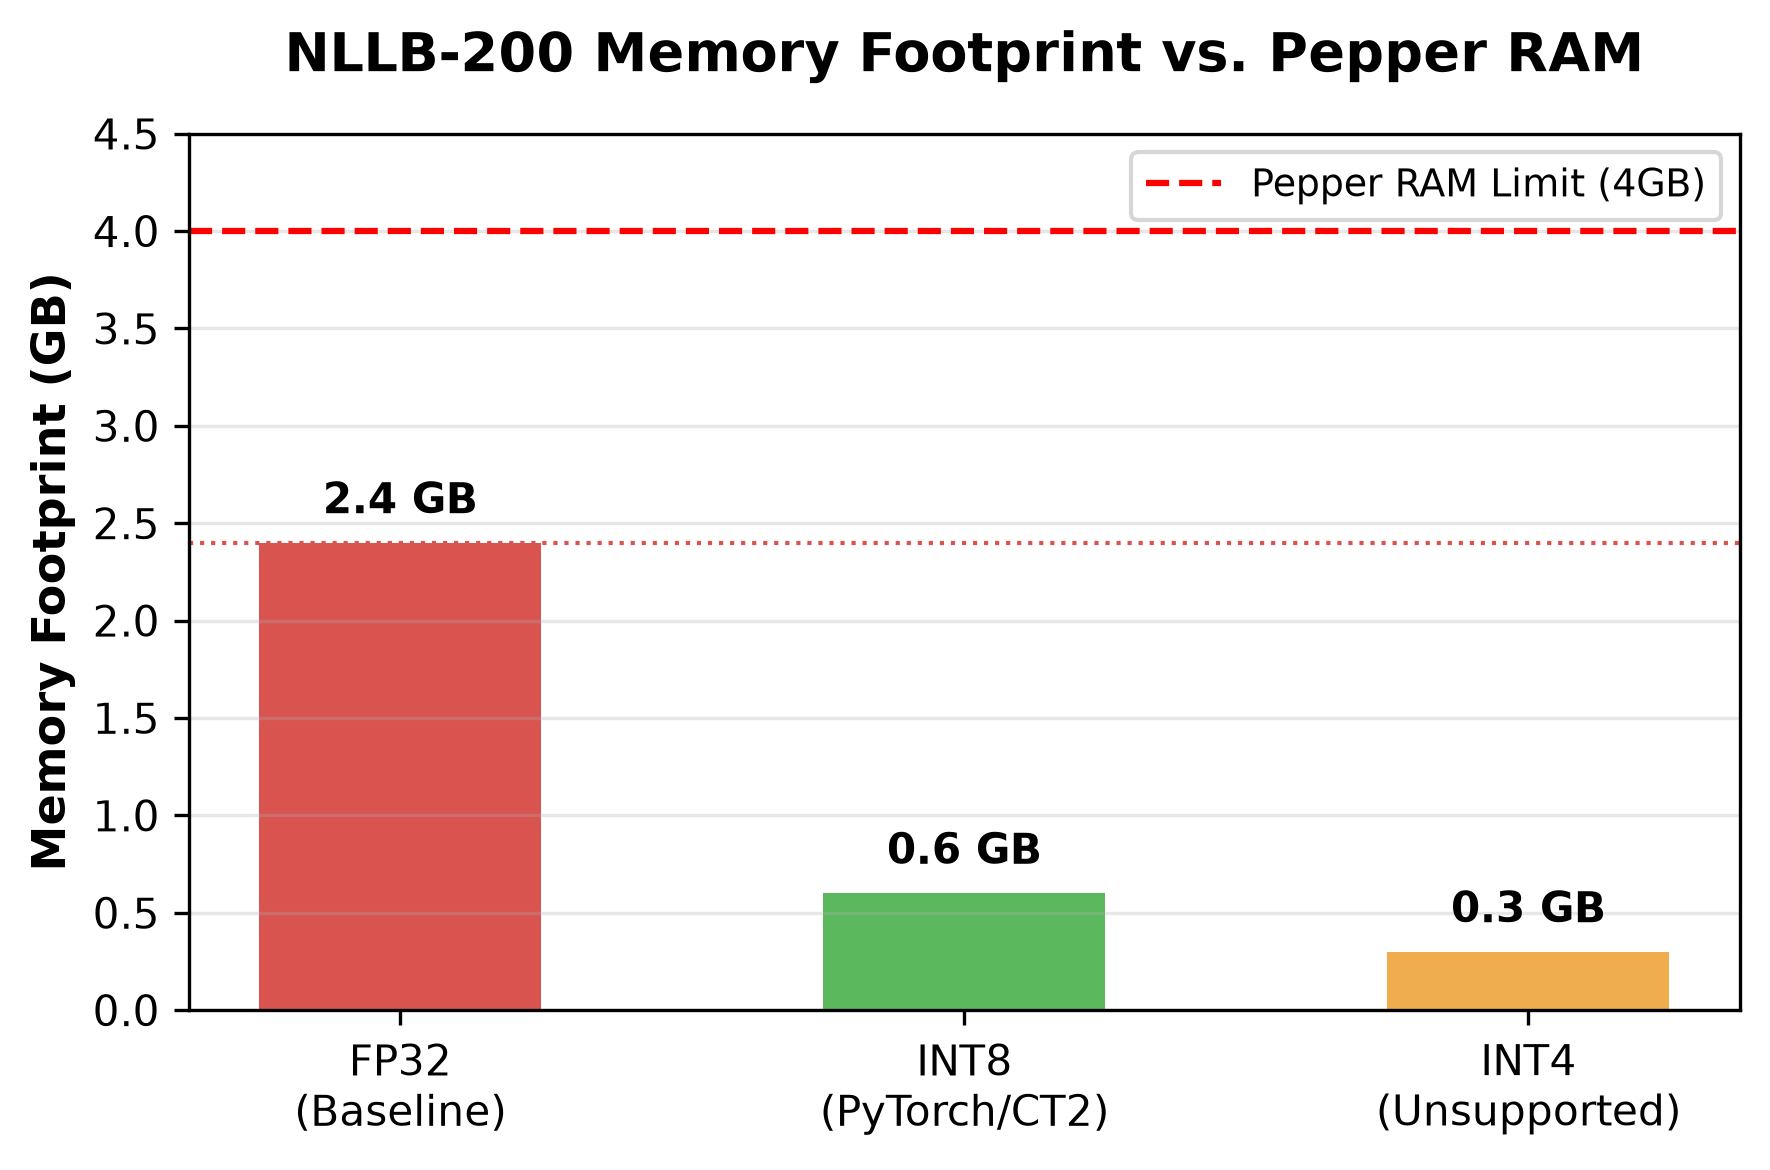 NLLB-200 Memory Footprint vs. Pepper RAM
Memory Footprint (GB)
4.5
4.0
3.5
3.0
2.5
2.0
1.5
1.0
0.5
0.0
Pepper RAM Limit (4GB)
2.4 GB
0.6 GB
0.3 GB
FP32
(Baseline)
INT8
(PyTorch/CT2)
INT4
(Unsupported)